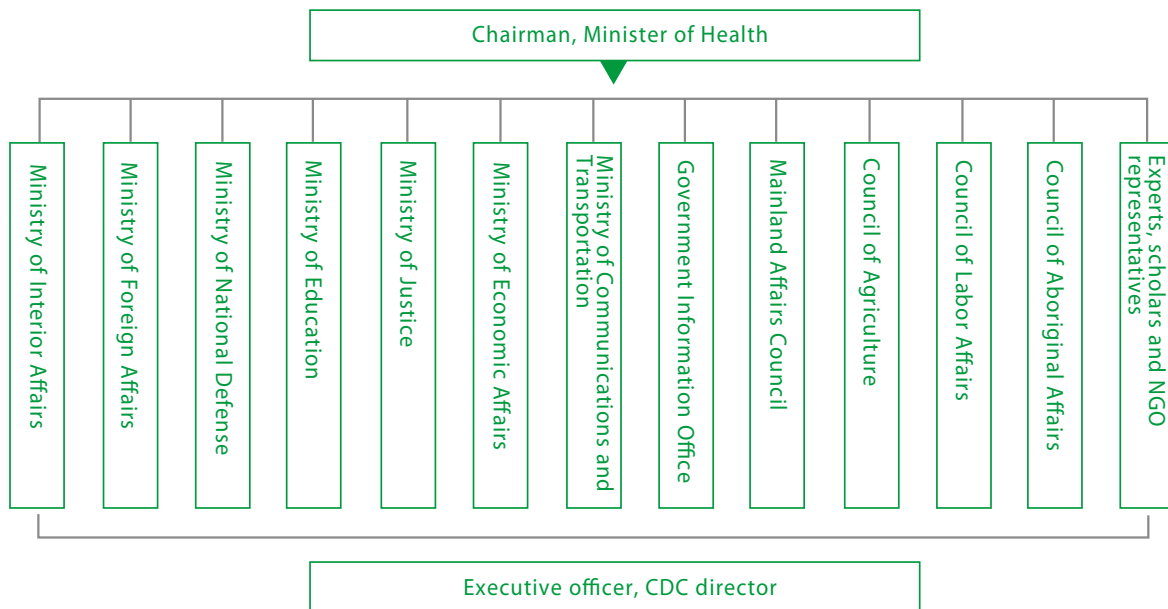 Chairman, Minister of Health
Ministry of Interior Affairs
Ministry of Foreign Affairs
Ministry of National Defense
Ministry of Education
Ministry of Justice
Ministry of Economic Affairs
Ministry of Communications and
Transportation
Government Information Office
Mainland Affairs Council
Council of Agriculture
Council of Labor Affairs
Council of Aboriginal Affairs
Experts, scholars and NGO
representatives
Executive officer, CDC director